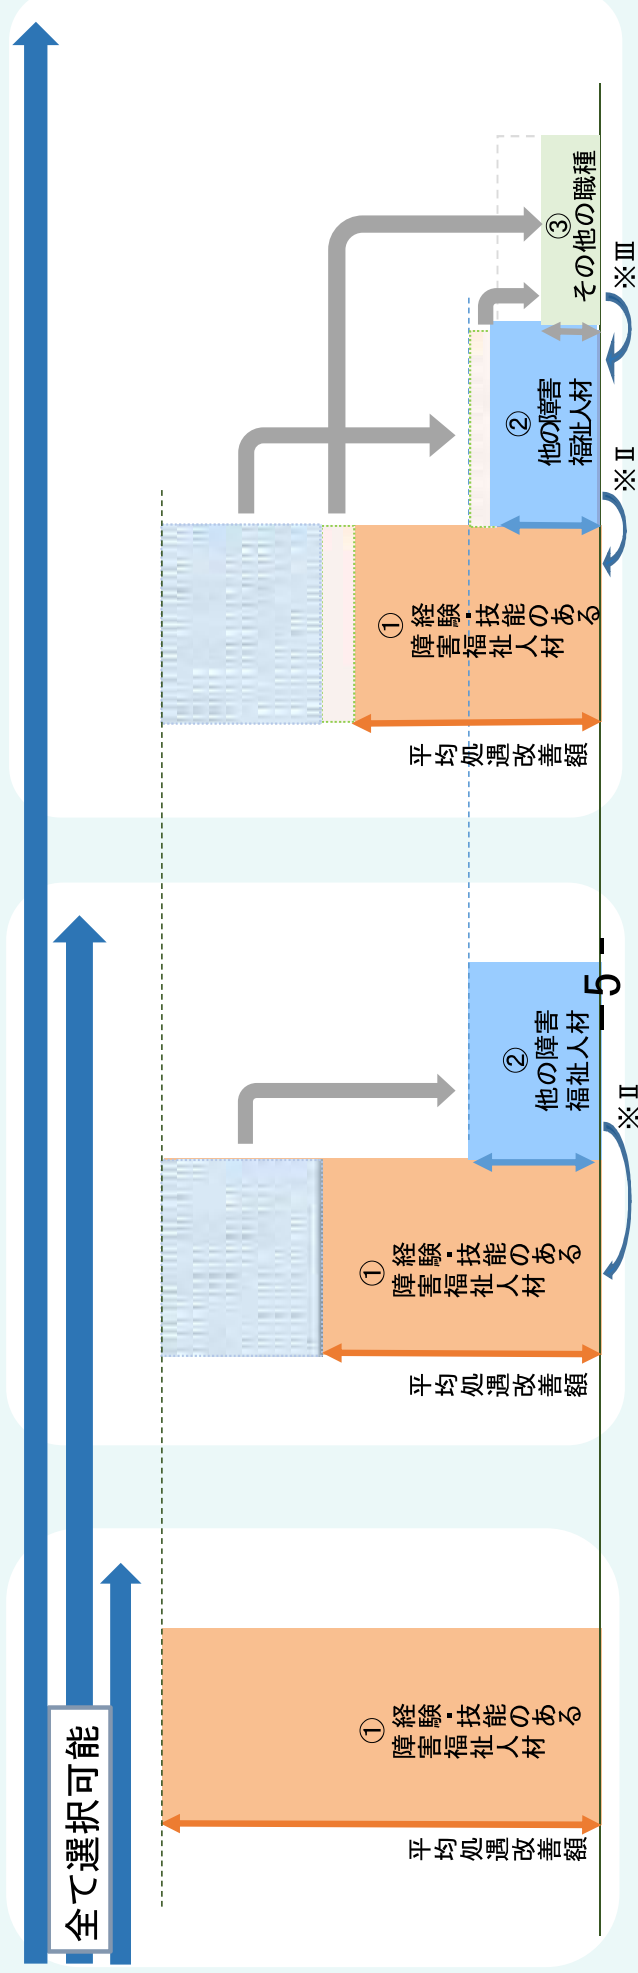 全て選択可能
平均処遇改善額
①
経験・技能のある
障害福祉人材
平均処遇改善額
①
経験・技能のある
障害福祉人材
②
他の障害
福祉人材
※Ⅱ
平均処遇改善額
①
経験・技能のある
障害福祉人材
②
他の障害
福祉人材
③
その他の職種
※Ⅱ
※Ⅲ
- 5 -